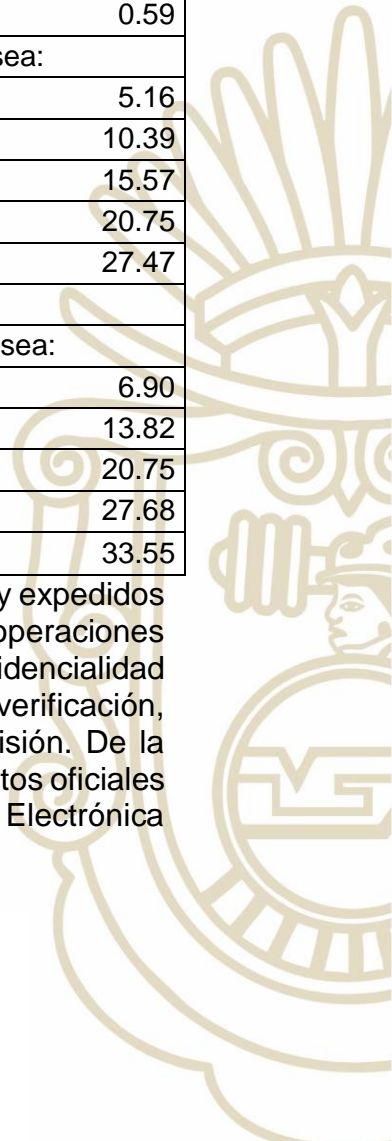 0.59
sea:
5.16
10.39
15.57
20.75
27.47
sea:
6.90
13.82
20.75
27.68
33.55
y expedidos
operaciones
idencialidad
verificación,
isión. De la
tos oficiales
Electrónica